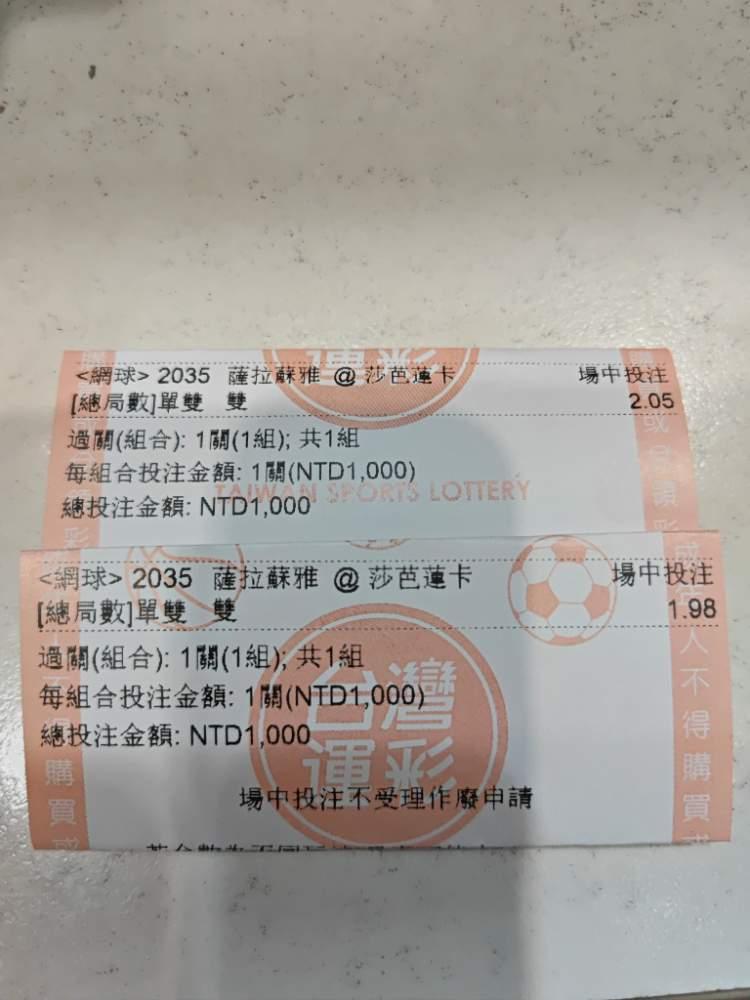 <網球> 2035 薩拉蘇雅 @ 莎芭蓮卡 場中投注
[總局數]單雙 雙 2.05
過關(組合): 1關(1組); 共1組
每組合投注金額: 1關(NTD1,000)
TAIWAN SPORTS LOTTERY
總投注金額: NTD1,000
<網球> 2035 薩拉蘇雅 @ 莎芭蓮卡 場中投注
[總局數]單雙 雙 1.98
過關(組合): 1關(1組); 共1組
每組合投注金額: 1關(NTD1,000)
總投注金額: NTD1,000
台灣
運彩
場中投注不受理作廢申請
人不得購買
購買